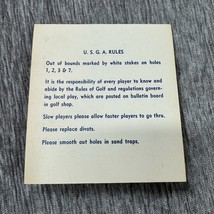 U. S. G. A. RULES
Out of bounds marked by white stakes on holes
1, 2, 3 & 7.
It is the responsibility of every player to know and
abide by the Rules of Golf and regulations govern-
ing local play, which are posted on bulletin board
in golf shop.
Slow players please allow faster players to go thru.
Please replace divots.
Please smooth out holes in sand traps.